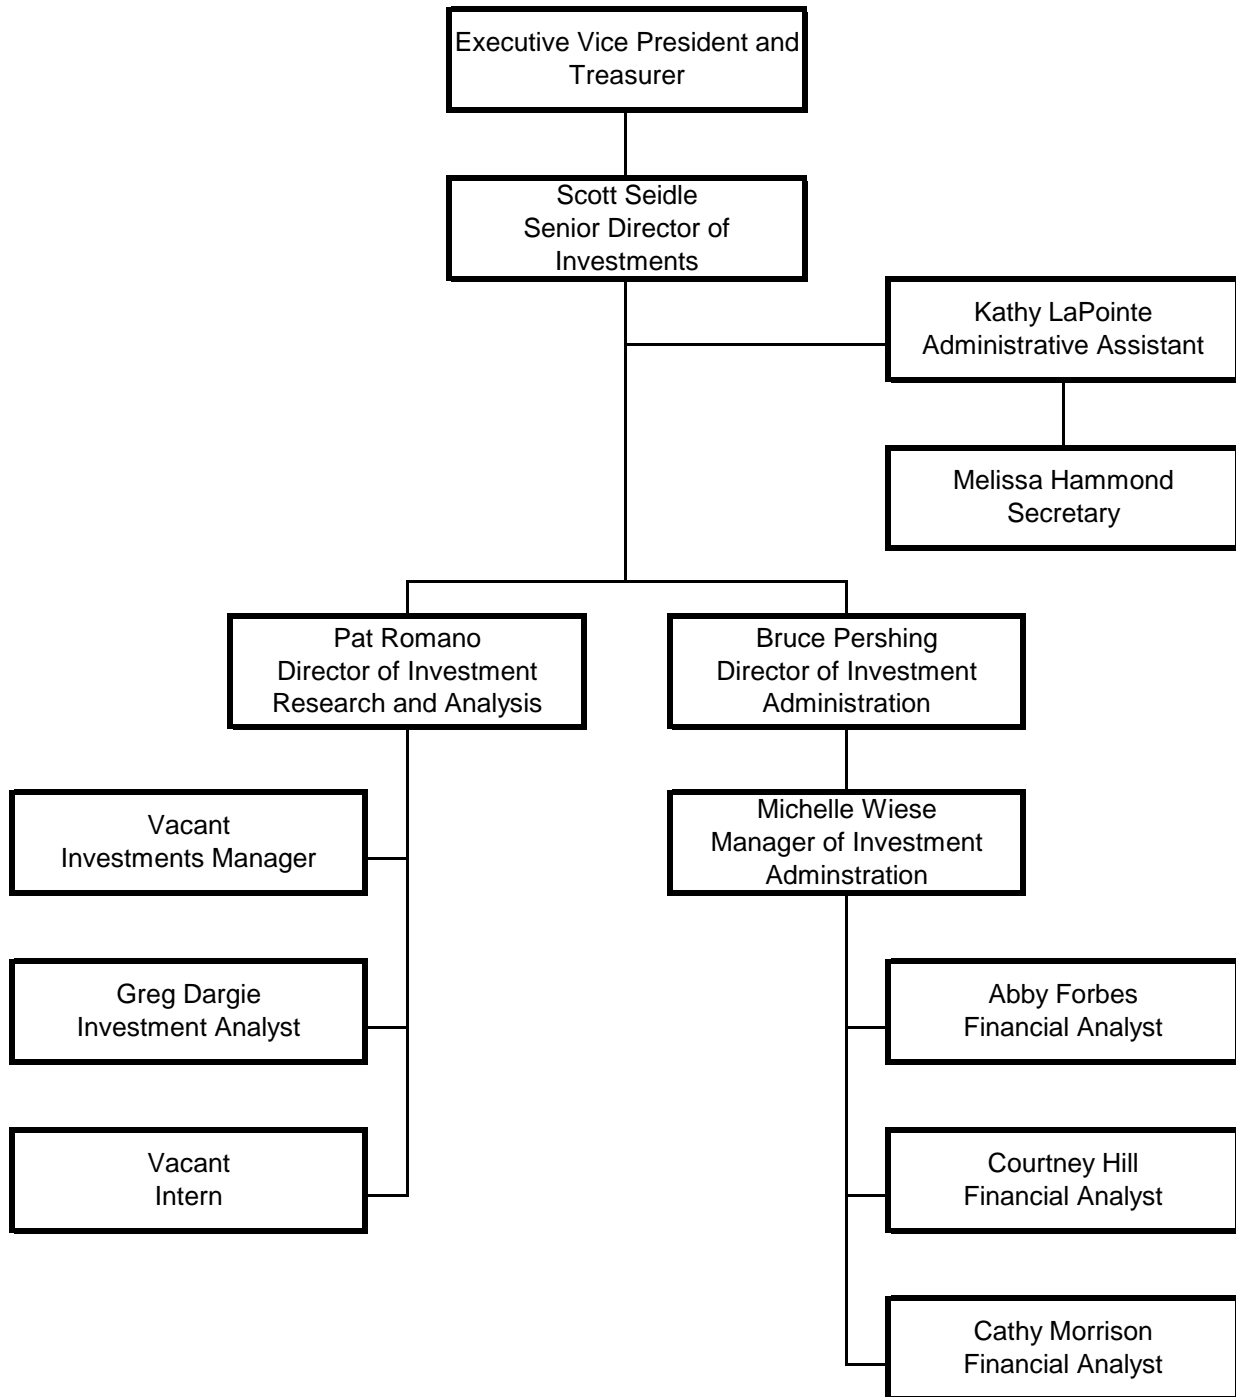 Executive Vice President and
Treasurer
Scott Seidle
Senior Director of
Investments
Kathy LaPointe
Administrative Assistant
Melissa Hammond
Secretary
Pat Romano
Director of Investment
Research and Analysis
Bruce Pershing
Director of Investment
Administration
Vacant
Investments Manager
Michelle Wiese
Manager of Investment
Adminstration
Greg Dargie
Investment Analyst
Abby Forbes
Financial Analyst
Vacant
Intern
Courtney Hill
Financial Analyst
Cathy Morrison
Financial Analyst